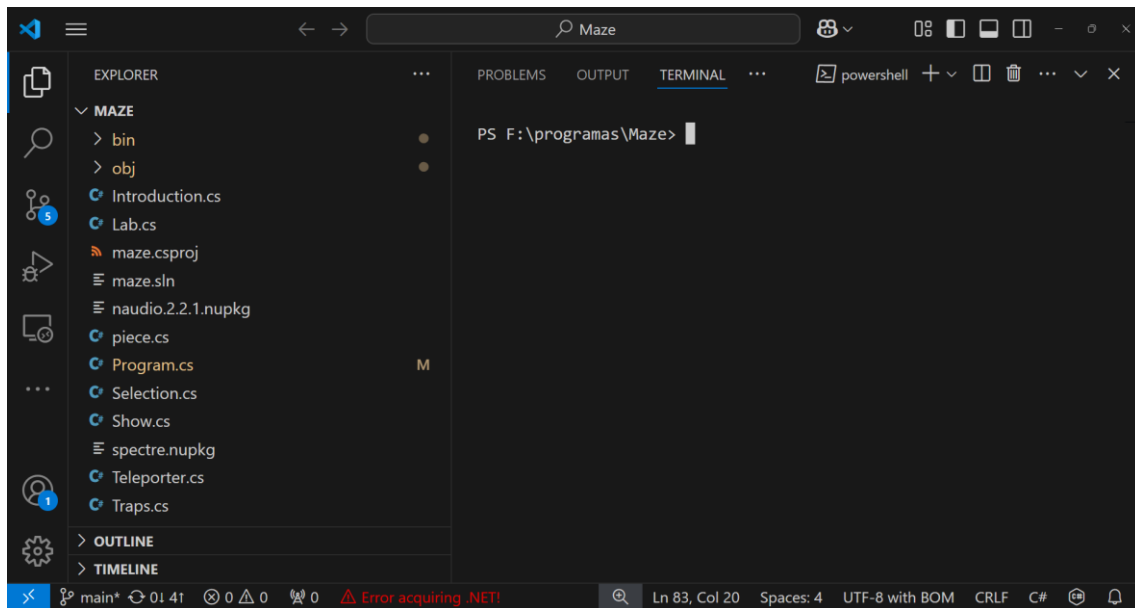 Maze
EXPLORER
MAZE
bin
obj
Introduction.cs
Lab.cs
maze.csproj
maze.sln
naudio.2.2.1.nupkg
piece.cs
Program.cs M
Selection.cs
Show.cs
spectre.nupkg
Teleporter.cs
Traps.cs
OUTLINE
TIMELINE
5
1
PROBLEMS OUTPUT TERMINAL ... powershell
PS F:\programas\Maze>
main* 0↓ 4↑ 0 0 0 Error acquiring .NET! Ln 83, Col 20 Spaces: 4 UTF-8 with BOM CRLF C#